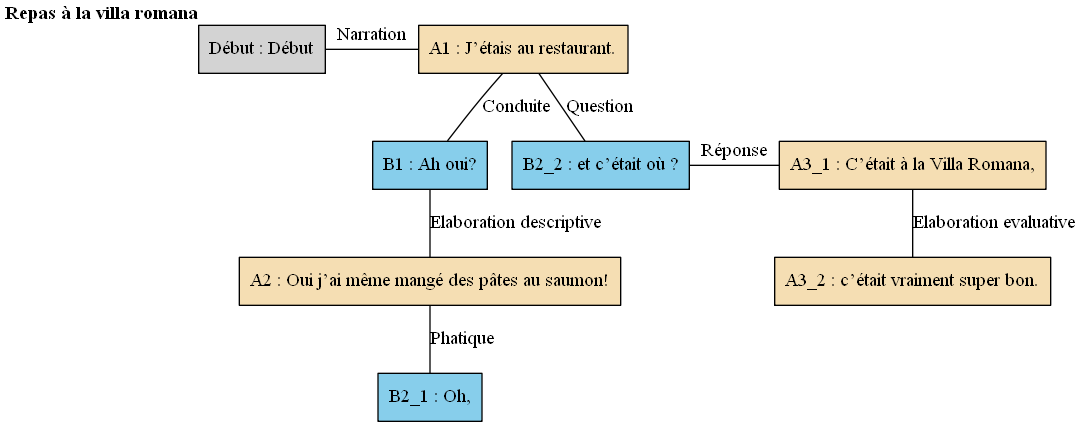 Repas à la villa romana
Début : Début
Narration
A1 : J’étais au restaurant.
Conduite
Question
B1 : Ah oui?
B2_2 : et c’était où ?
Réponse
A3_1 : C’était à la Villa Romana,
Elaboration descriptive
Elaboration evaluative
A2 : Oui j’ai même mangé des pâtes au saumon!
A3_2 : c’était vraiment super bon.
Phatique
B2_1 : Oh,